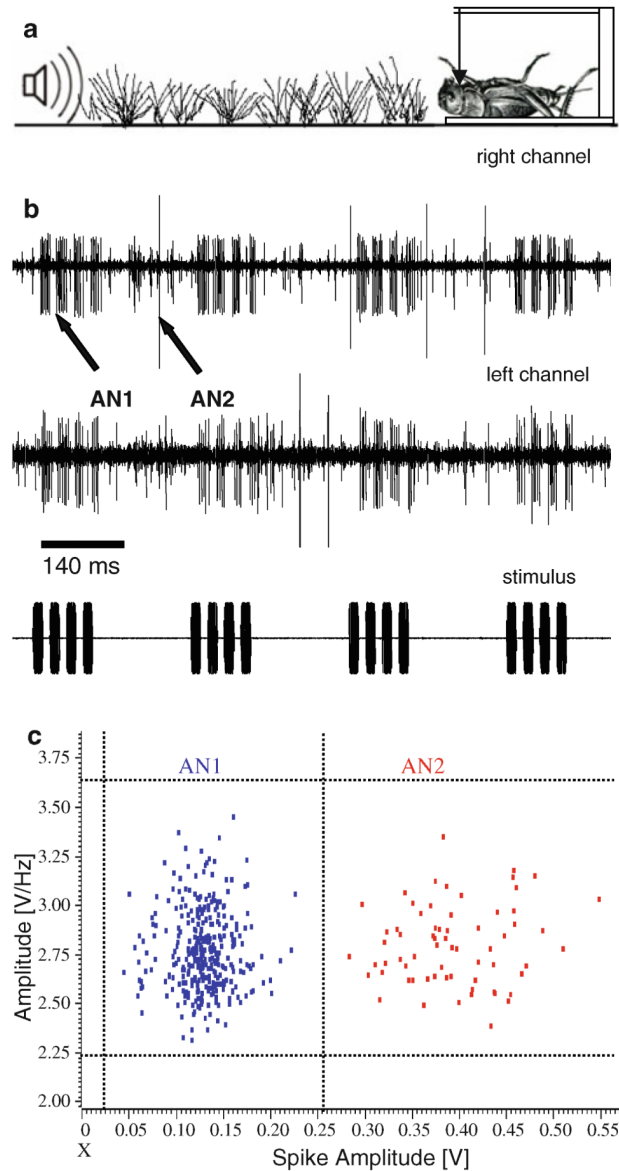 a
right channel
b
AN1 AN2
left channel
140 ms
stimulus
c
AN1 AN2
Amplitude [V/Hz]
3.75
3.50
3.25
3.00
2.75
2.50
2.25
2.00
0 0.05 0.10 0.15 0.20 0.25 0.30 0.35 0.40 0.45 0.50 0.55
X
Spike Amplitude [V]